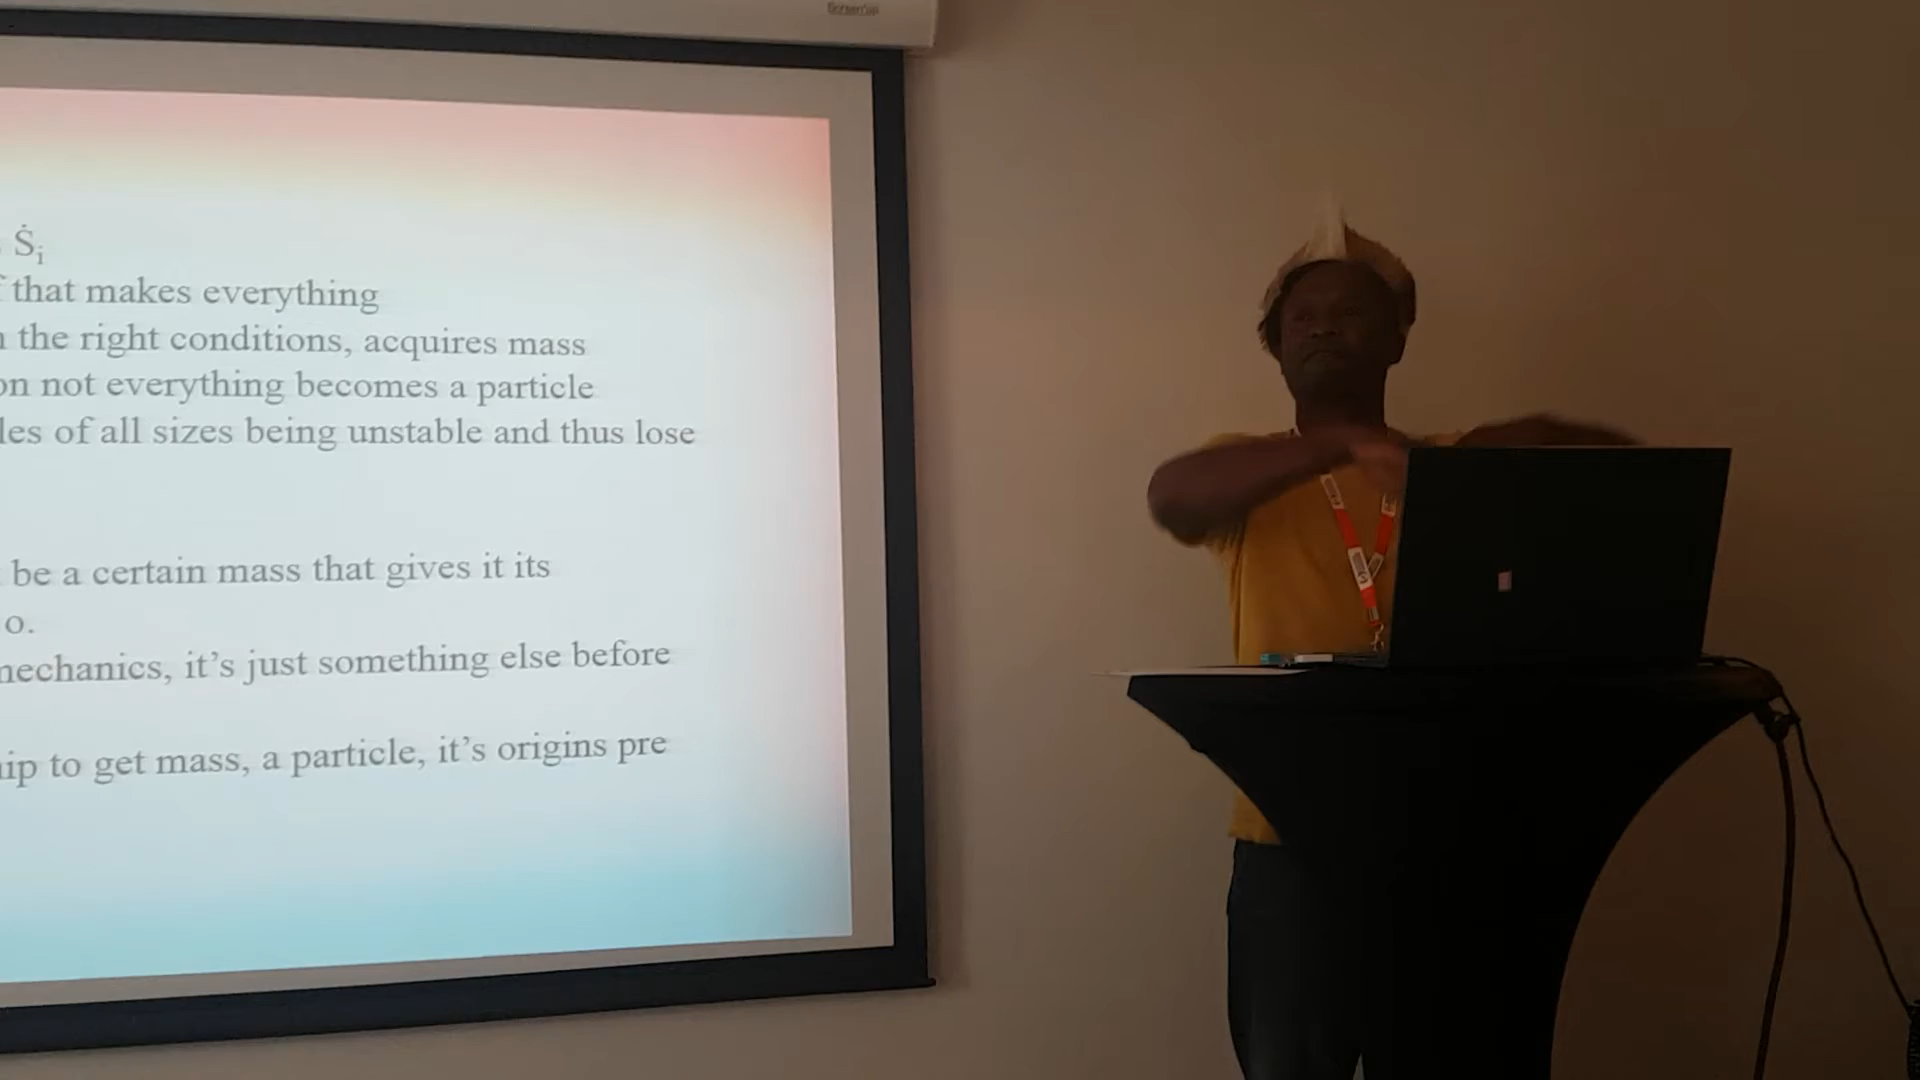 Ṡi
that makes everything
the right conditions, acquires mass
on not everything becomes a particle
les of all sizes being unstable and thus lose
be a certain mass that gives it its
o.
mechanics, it’s just something else before
ip to get mass, a particle, it’s origins pre